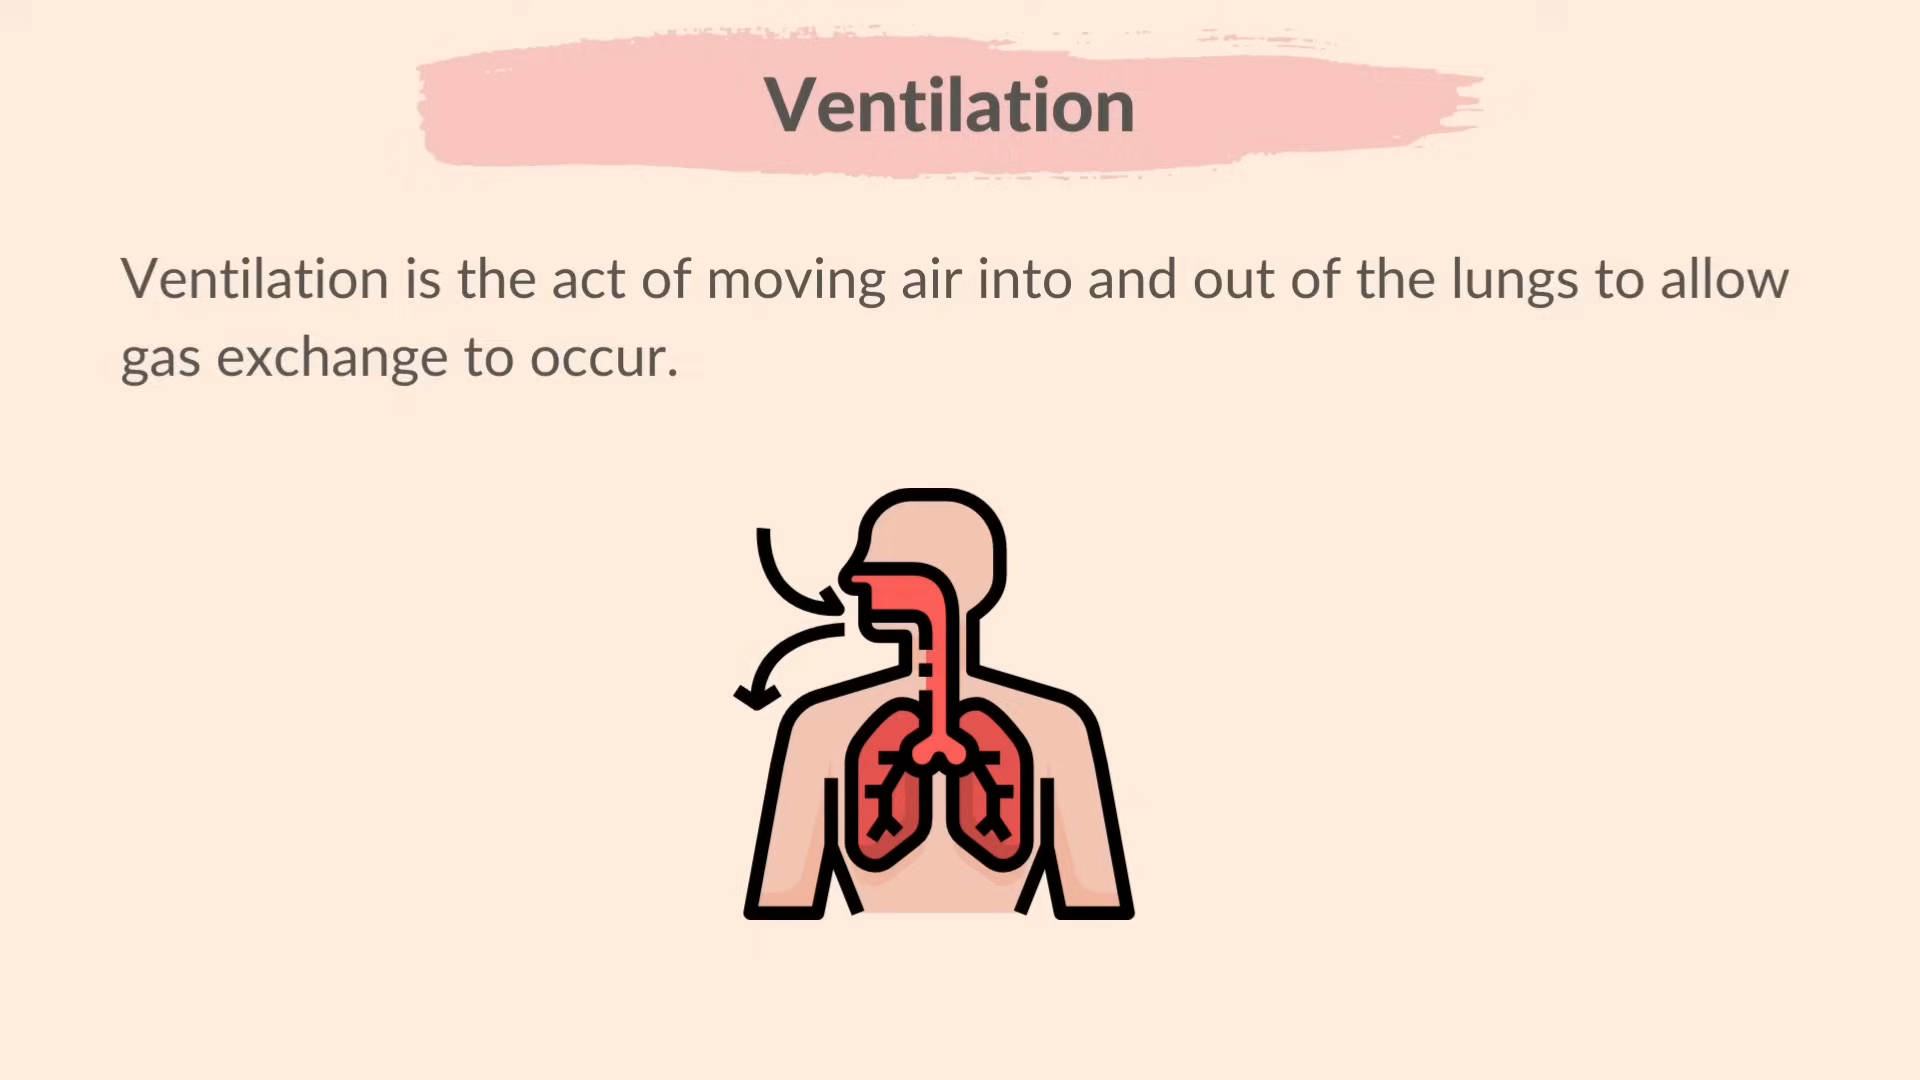 Ventilation
Ventilation is the act of moving air into and out of the lungs to allow
gas exchange to occur.